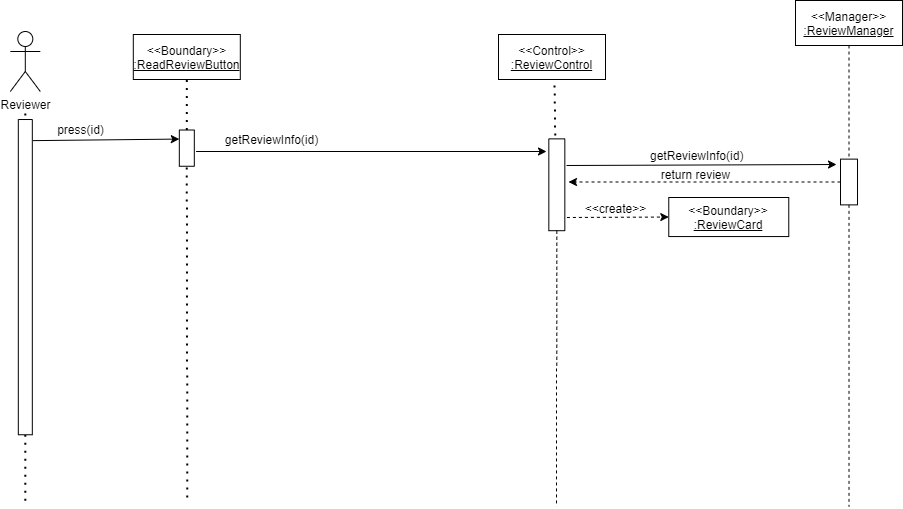 <<Manager>>
:ReviewManager
<<Boundary>>
:ReadReviewButton
<<Control>>
:ReviewControl
Reviewer
press(id)
getReviewInfo(id)
getReviewInfo(id)
return review
<<create>>
<<Boundary>>
:ReviewCard